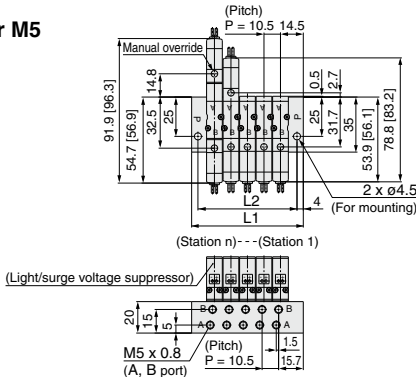 r M5
(Pitch)
P = 10.5 14.5
Manual override
14.8
0.5
2.7
91.9 [96.3]
54.7 [56.9]
32.5
25
P
A A A A A
B B B B B
P
25
31.7
35
53.9 [56.1]
78.8 [83.2]
L2
L1
4
2 x ø4.5
(For mounting)
(Station n)---(Station 1)
(Light/surge voltage suppressor)
20
15
5
B B
A A
M5 x 0.8
(A, B port)
(Pitch)
P = 10.5
1.5
15.7